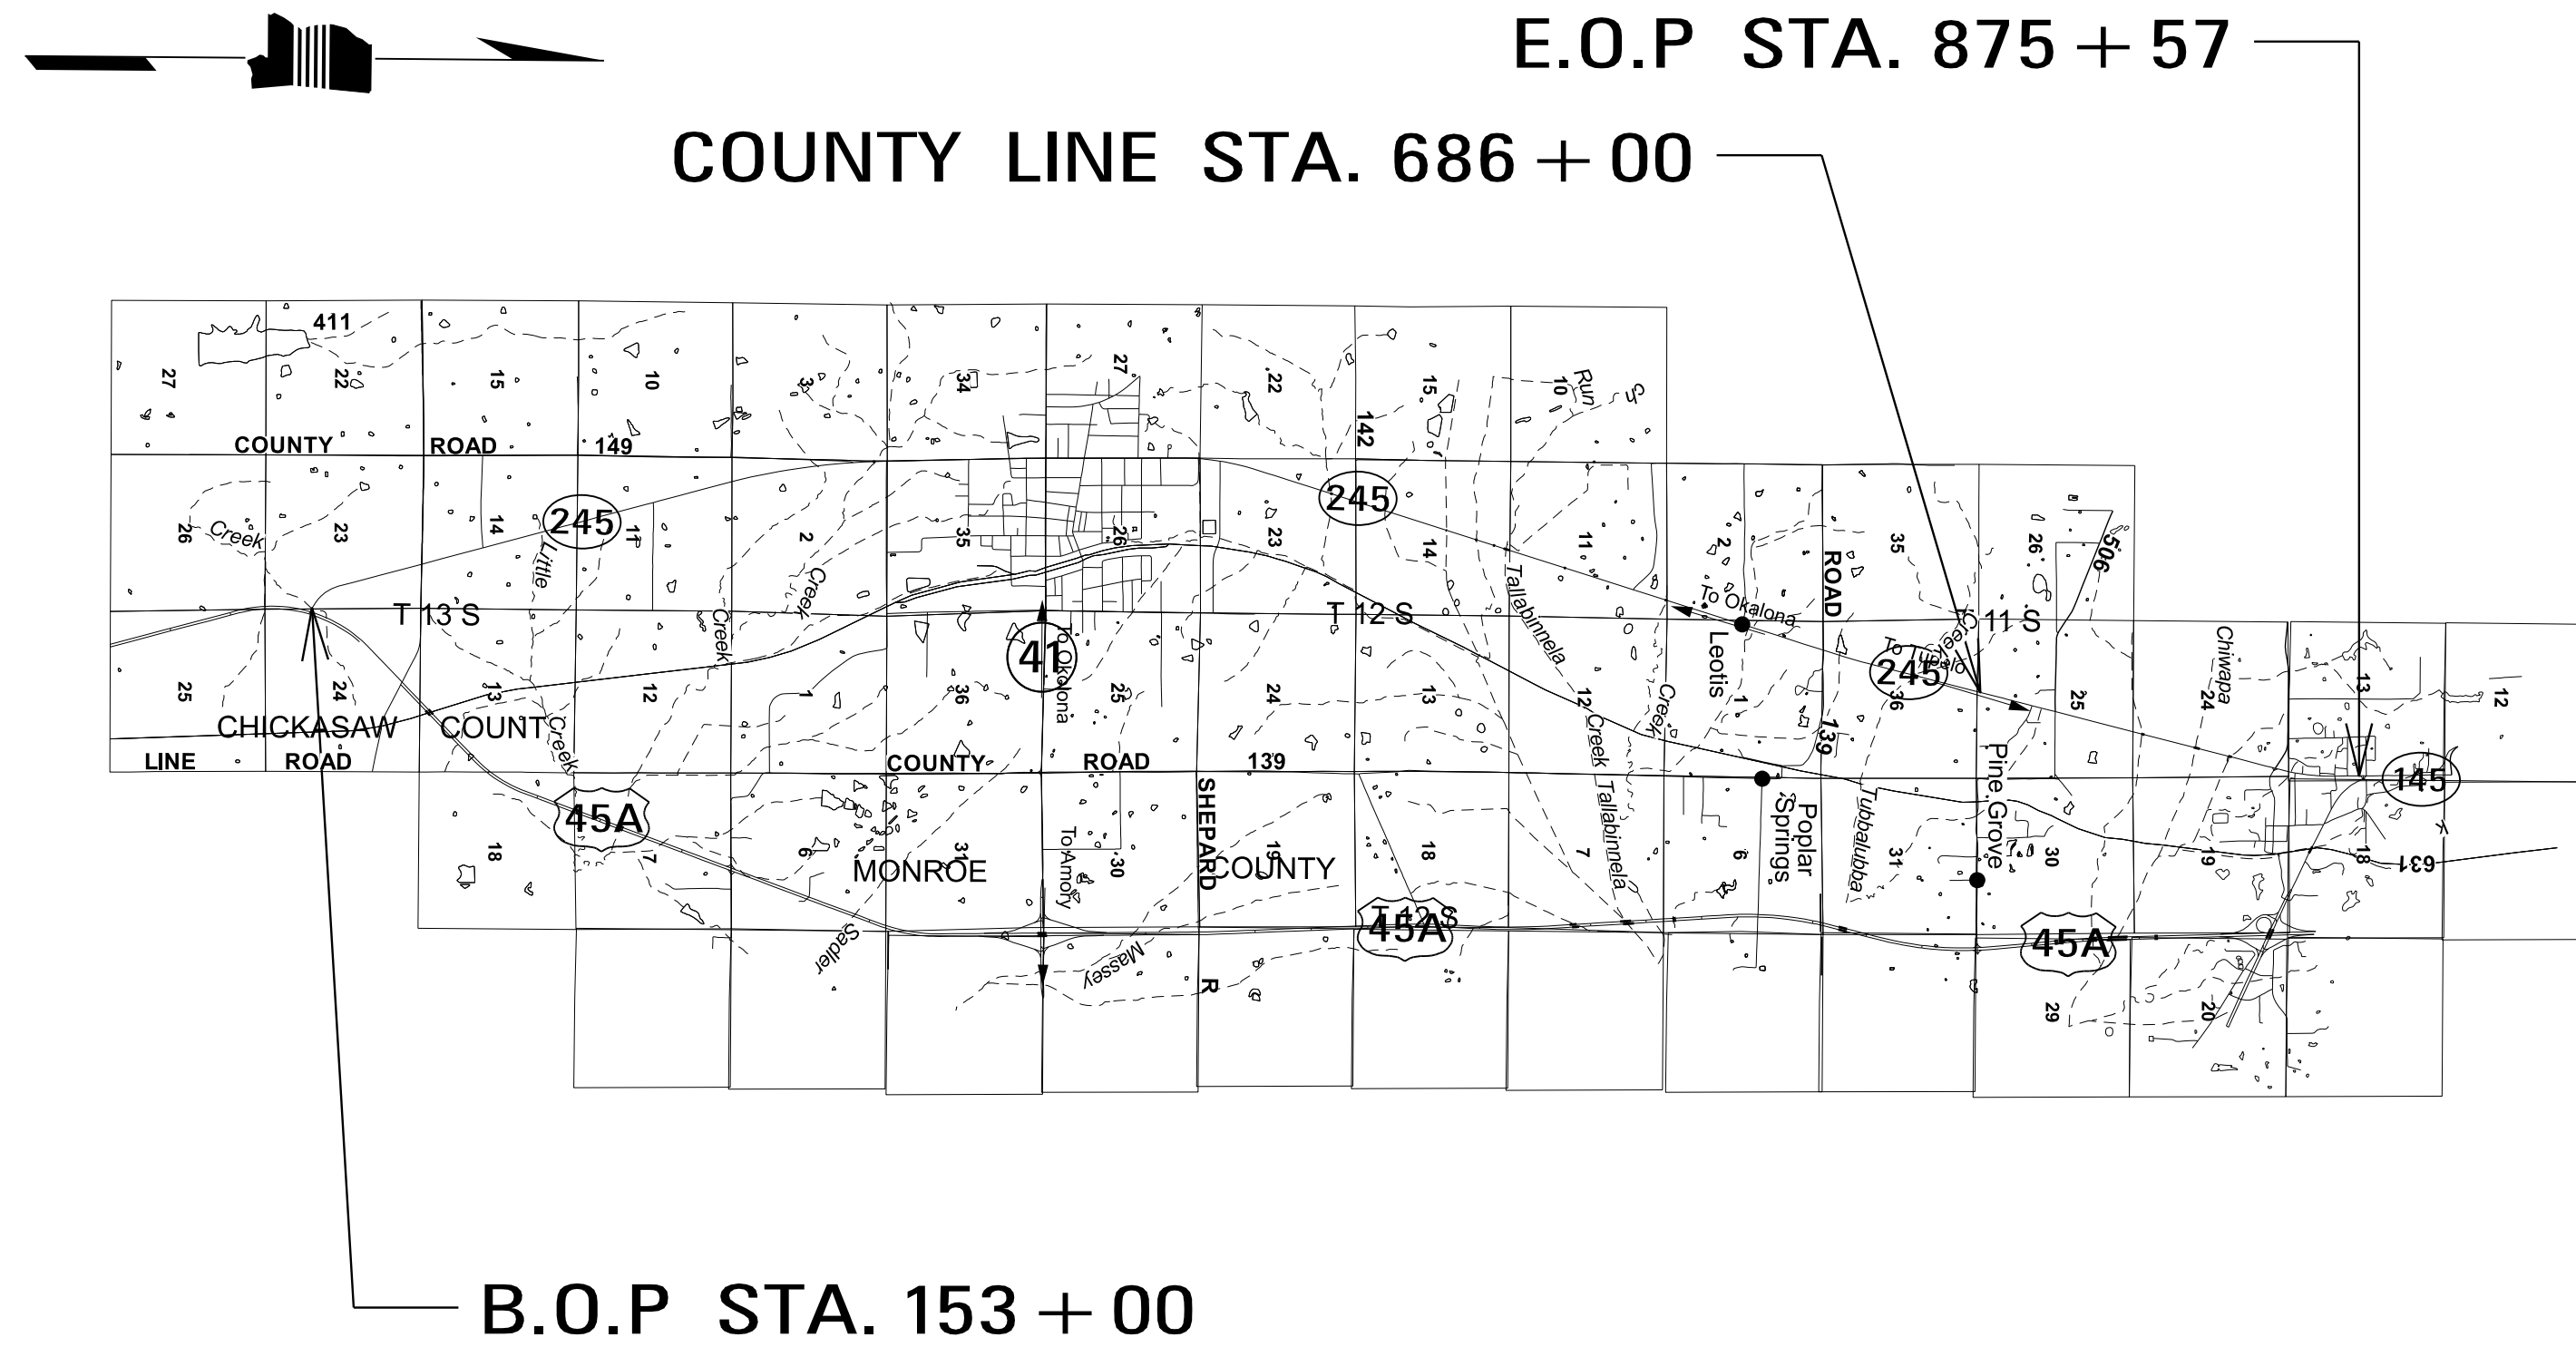 E.O.P STA. 875+57
COUNTY LINE STA. 686+00
411
27 22 15 10 3 34 27 22 15 10
Run
142
COUNTY ROAD 149
245
245
26 Creek 23 14 11 2 35 26 23 14 11 2 35 26
506
Little
Creek
Creek
Tallabinnela
ROAD
T 13 S
T 12 S
11 S
To Okalona
To Okolona
Leotis
To Tupelo
Creek
Chiwapa
41
245
25 24 13 12 1 36 25 24 13 12 1 36 25 24 13 12
CHICKASAW COUNT
Creek
Creek
Creek
139
Pine Grove
LINE ROAD
COUNTY ROAD 139
145
45A
SHEPARD
Tallabinnela
Poplar
Springs
Tubbalubba
18 7 6 31 30 19 18 7 6 31 30 19 18
631
MONROE COUNTY
To Amory
T 12 S
45A
45A
Sadler
Massey
R
29 20
B.O.P STA. 153+00